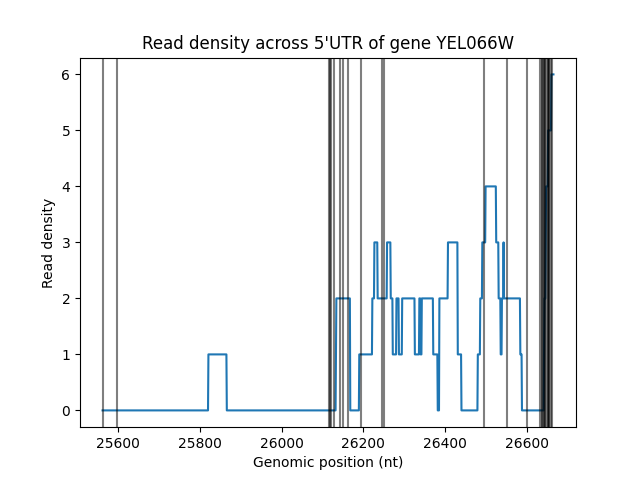 Read density across 5'UTR of gene YEL066W
6
5
4
3
2
1
0
Read density
25600 25800 26000 26200 26400 26600
Genomic position (nt)